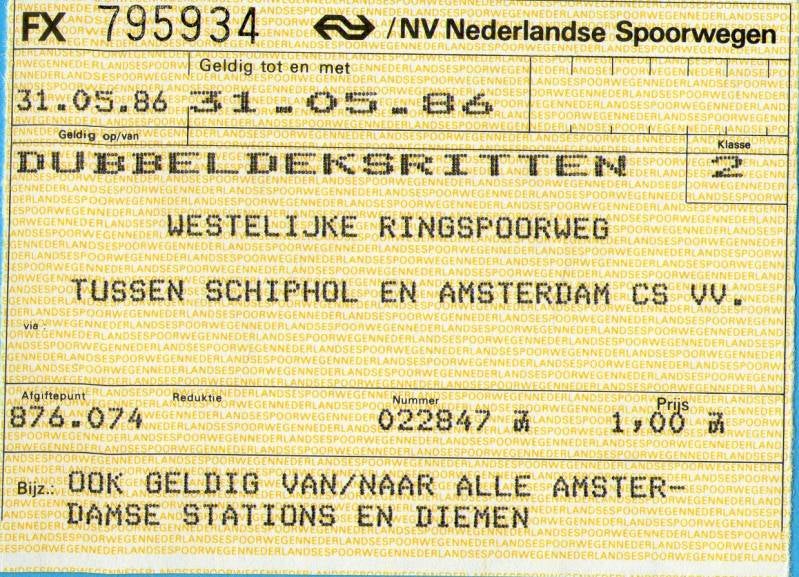 FX 795934 /NV Nederlandse Spoorwegen
Geldig tot en met
31.05.86 31.05.86
Geldig op/van Klasse
DUBBELDEKSRITTEN 2
WESTELIJKE RINGSPOORWEG
TUSSEN SCHIPHOL EN AMSTERDAM CS VV.
via :
Afgiftepunt Reduktie Nummer Prijs
876.074 022847 1,00
Bijz.: OOK GELDIG VAN/NAAR ALLE AMSTER-
DAMSE STATIONS EN DIEMEN